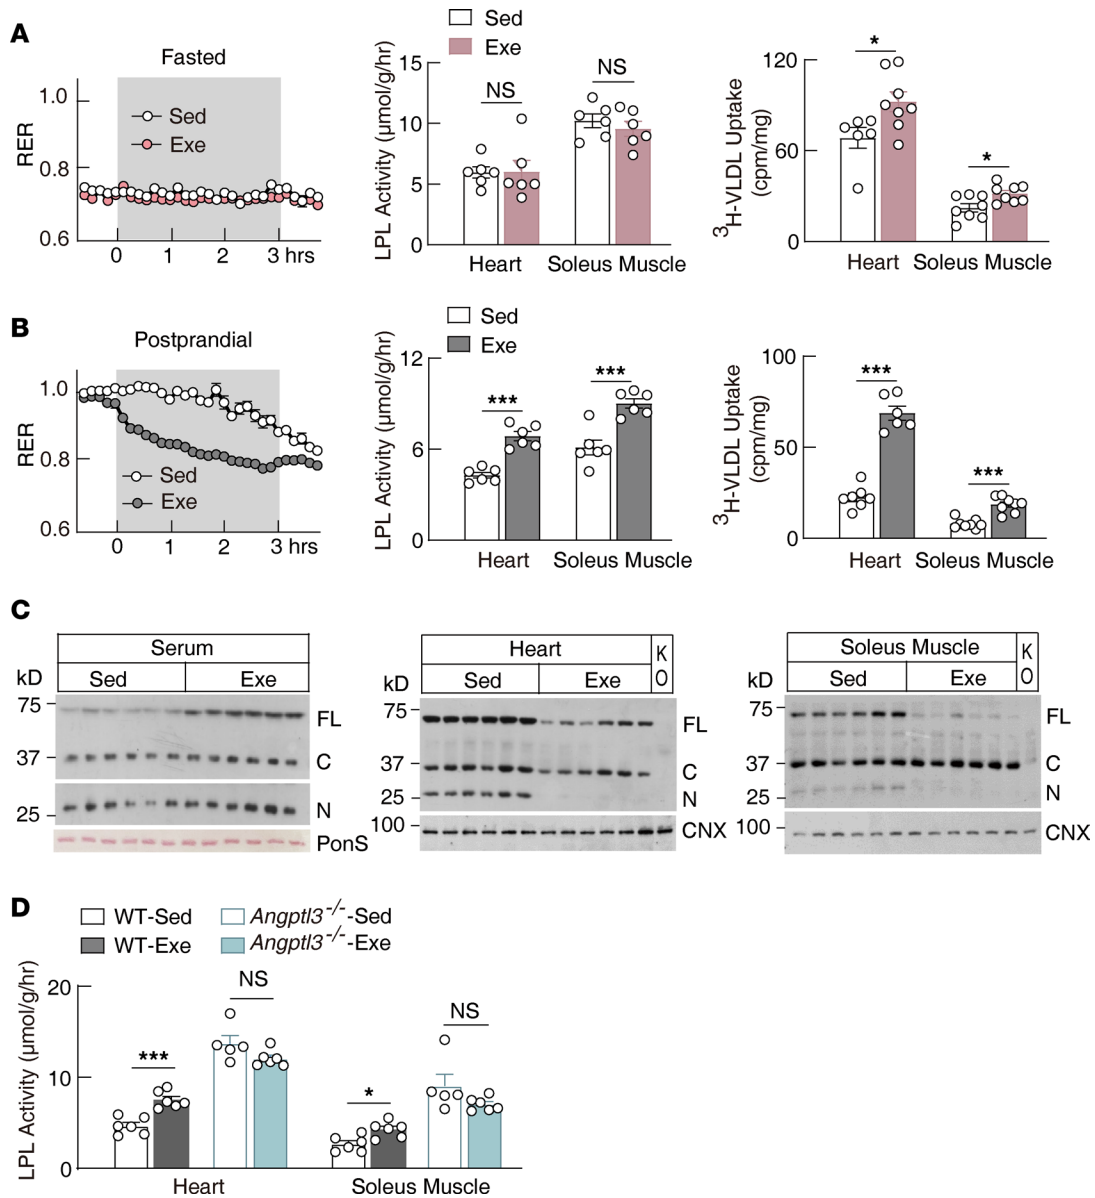 A
Fasted
RER
1.0
0.8
0.6
Sed
Exe
0 1 2 3 hrs
Sed
Exe
LPL Activity (µmol/g/hr)
15
10
5
0
NS
NS
Heart Soleus Muscle
3H-VLDL Uptake
(cpm/mg)
120
60
0
*
*
Heart Soleus Muscle
B
Postprandial
RER
1.0
0.8
0.6
Sed
Exe
0 1 2 3 hrs
Sed
Exe
LPL Activity (µmol/g/hr)
12
6
0
***
***
Heart Soleus Muscle
3H-VLDL Uptake
(cpm/mg)
100
50
0
***
***
Heart Soleus Muscle
C
Serum
Sed Exe
kD
75
37
25
FL
C
N
PonS
Heart
KO
Sed Exe
kD
75
37
25
100
FL
C
N
CNX
Soleus Muscle
KO
Sed Exe
kD
75
37
25
100
FL
C
N
CNX
D
WT-Sed Angptl3-/--Sed
WT-Exe Angptl3-/--Exe
LPL Activity (µmol/g/hr)
20
10
0
***
NS
*
NS
Heart Soleus Muscle